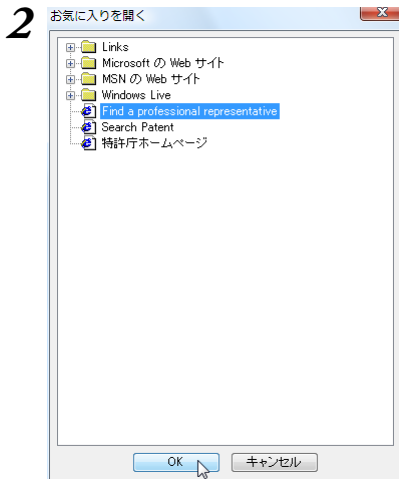 2
お気に入りを開く
Links
Microsoft の Web サイト
MSN の Web サイト
Windows Live
Find a professional representative
Search Patent
特許庁ホームページ
OK
キャンセル